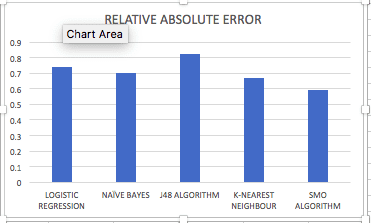 RELATIVE ABSOLUTE ERROR
Chart Area
0.9
0.8
0.7
0.6
0.5
0.4
0.3
0.2
0.1
0
LOGISTIC REGRESSION
NAÏVE BAYES
J48 ALGORITHM
K-NEAREST NEIGHBOUR
SMO ALGORITHM